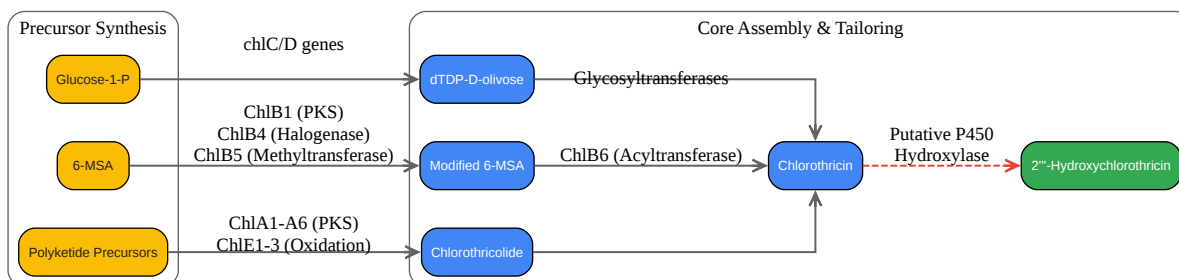 Precursor Synthesis
Core Assembly & Tailoring
chlC/D genes
Glucose-1-P
dTDP-D-olivose
Glycosyltransferases
ChlB1 (PKS)
ChlB4 (Halogenase)
ChlB5 (Methyltransferase)
6-MSA
Modified 6-MSA
ChlB6 (Acyltransferase)
Chlorothricin
Putative P450
Hydroxylase
2'''-Hydroxychlorothricin
ChlA1-A6 (PKS)
ChlE1-3 (Oxidation)
Polyketide Precursors
Chlorothricolide